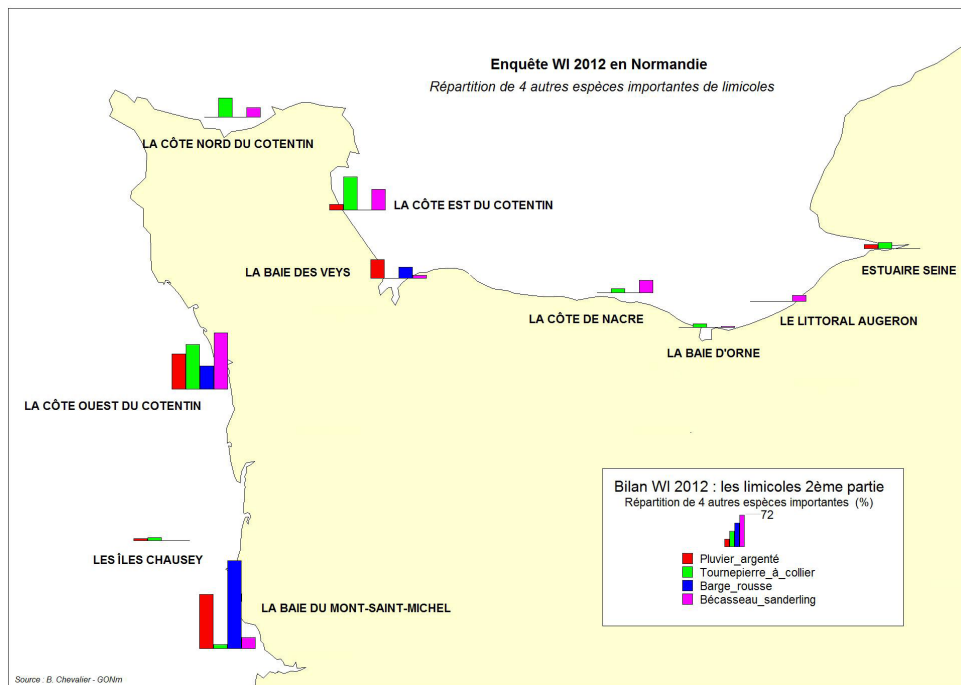 Enquête WI 2012 en Normandie
Répartition de 4 autres espèces importantes de limicoles
LA CÔTE NORD DU COTENTIN
LA CÔTE EST DU COTENTIN
LA BAIE DES VEYS
ESTUAIRE SEINE
LA CÔTE DE NACRE
LE LITTORAL AUGERON
LA BAIE D'ORNE
LA CÔTE OUEST DU COTENTIN
LES ÎLES CHAUSEY
LA BAIE DU MONT-SAINT-MICHEL
Bilan WI 2012 : les limicoles 2ème partie
Répartition de 4 autres espèces importantes (%)
72
Pluvier_argenté
Tournepierre_à_collier
Barge_rousse
Bécasseau_sanderling
Source : B. Chevalier - GONm